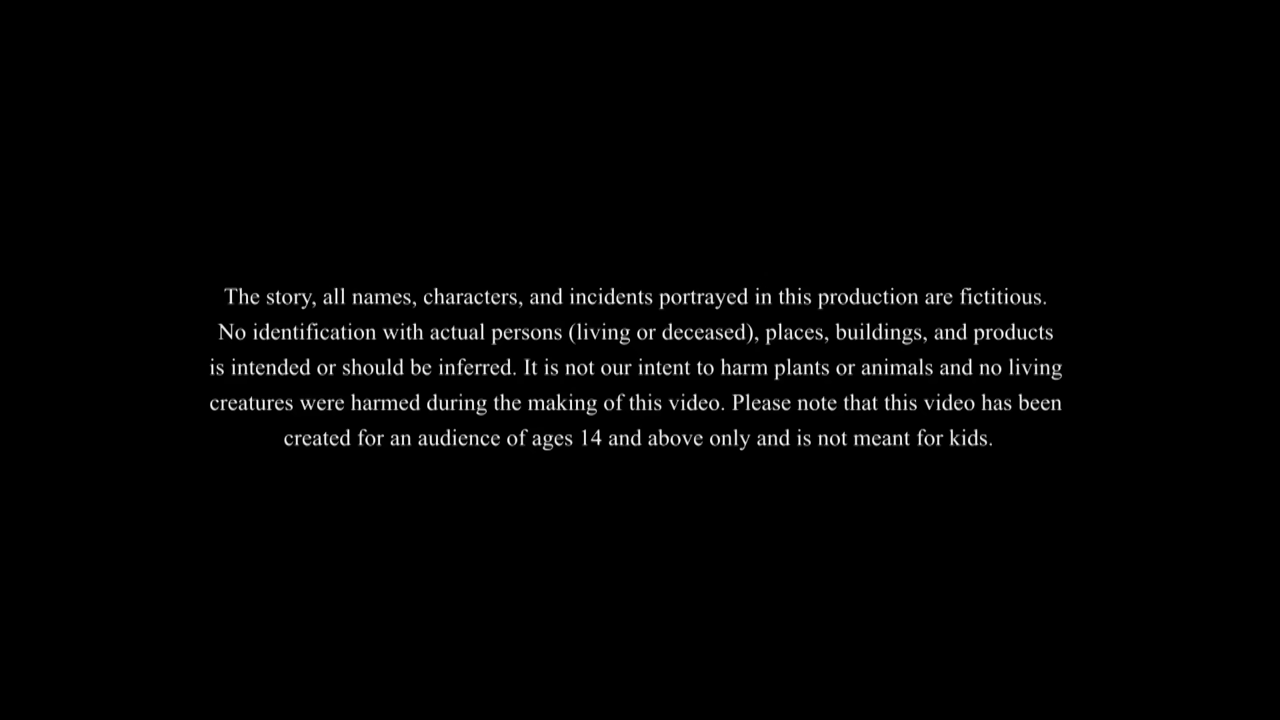 The story, all names, characters, and incidents portrayed in this production are fictitious.
No identification with actual persons (living or deceased), places, buildings, and products
is intended or should be inferred. It is not our intent to harm plants or animals and no living
creatures were harmed during the making of this video. Please note that this video has been
created for an audience of ages 14 and above only and is not meant for kids.